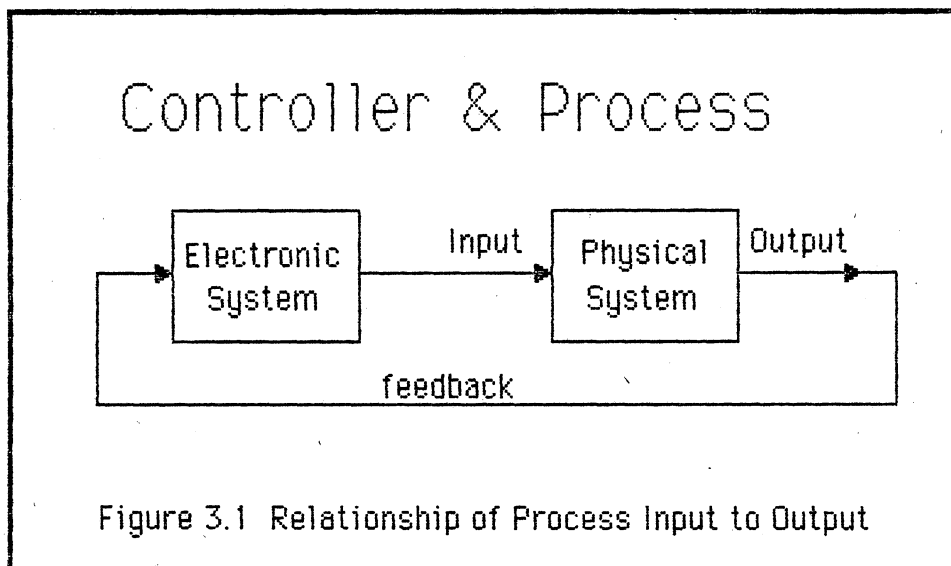 Controller & Process
Electronic
System
Input
Physical
System
Output
feedback
Figure 3.1 Relationship of Process Input to Output